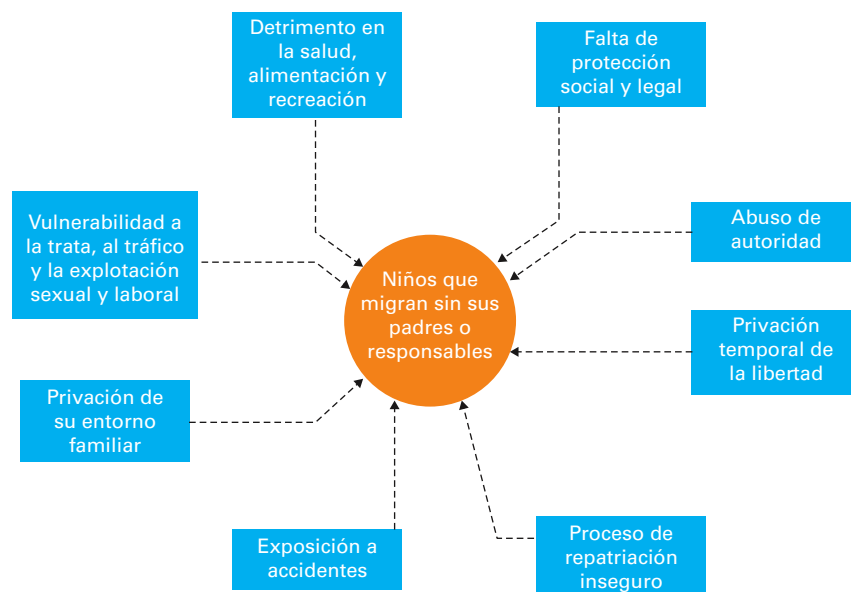 Detrimento en
la salud,
alimentación y
recreación
Falta de
protección
social y legal
Vulnerabilidad a
la trata, al tráfico
y la explotación
sexual y laboral
Abuso de
autoridad
Niños que
migran sin sus
padres o
responsables
Privación
temporal de
la libertad
Privación de
su entorno
familiar
Exposición a
accidentes
Proceso de
repatriación
inseguro